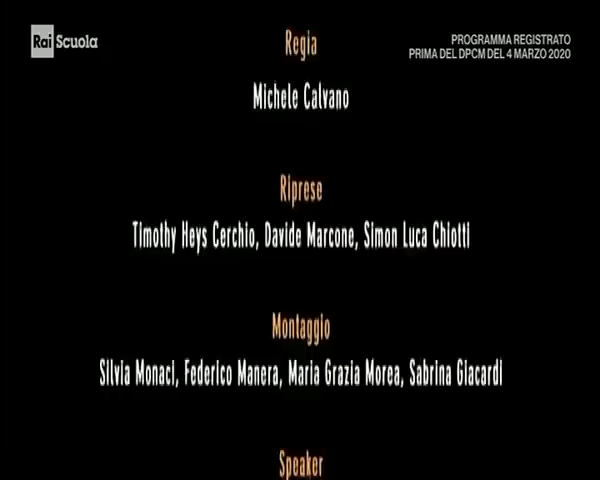 Rai Scuola
PROGRAMMA REGISTRATO
PRIMA DEL DPCM DEL 4 MARZO 2020
Regia
Michele Calvano
Riprese
Timothy Heys Cerchio, Davide Marcone, Simon Luca Chiotti
Montaggio
Silvia Monaci, Federico Manera, Maria Grazia Morea, Sabrina Giacardi
Speaker